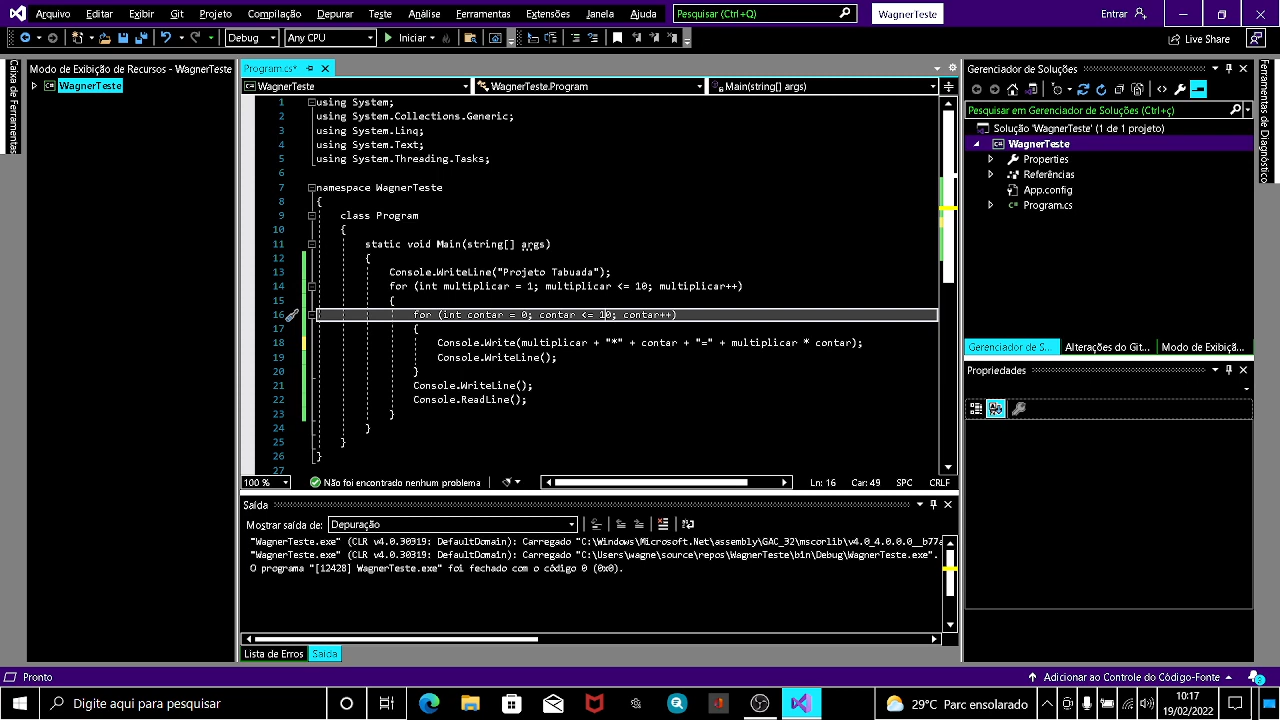 Arquivo Editar Exibir Git Projeto Compilação Depurar Teste Análise Ferramentas Extensões Janela Ajuda Pesquisar (Ctrl+Q) WagnerTeste Entrar
Debug Any CPU Iniciar Live Share
Caixa de Ferramentas
Modo de Exibição de Recursos - WagnerTeste
WagnerTeste
Program.cs*
WagnerTeste WagnerTeste.Program Main(string[] args)
1 using System;
2 using System.Collections.Generic;
3 using System.Linq;
4 using System.Text;
5 using System.Threading.Tasks;
6
7 namespace WagnerTeste
8 {
9 class Program
10 {
11 static void Main(string[] args)
12 {
13 Console.WriteLine("Projeto Tabuada");
14 for (int multiplicar = 1; multiplicar <= 10; multiplicar++)
15 {
16 for (int contar = 0; contar <= 10; contar++)
17 {
18 Console.Write(multiplicar + "*" + contar + "=" + multiplicar * contar);
19 Console.WriteLine();
20 }
21 Console.WriteLine();
22 Console.ReadLine();
23 }
24 }
25 }
26 }
27
100 % Não foi encontrado nenhum problema Ln: 16 Car: 49 SPC CRLF
Saída
Mostrar saída de: Depuração
"WagnerTeste.exe" (CLR v4.0.30319: DefaultDomain): Carregado "C:\Windows\Microsoft.Net\assembly\GAC_32\mscorlib\v4.0_4.0.0.0__b77a
"WagnerTeste.exe" (CLR v4.0.30319: DefaultDomain): Carregado "C:\Users\wagne\source\repos\WagnerTeste\bin\Debug\WagnerTeste.exe".
O programa "[12428] WagnerTeste.exe" foi fechado com o código 0 (0x0).
Lista de Erros Saída
Gerenciador de Soluções
Pesquisar em Gerenciador de Soluções (Ctrl+ç)
Solução 'WagnerTeste' (1 de 1 projeto)
WagnerTeste
Properties
Referências
App.config
Program.cs
Gerenciador de S... Alterações do Git... Modo de Exibiçã...
Propriedades
Ferramentas de Diagnóstico
Pronto Adicionar ao Controle do Código-Fonte 2
Digite aqui para pesquisar 29°C Parc ensolarado 10:17
19/02/2022